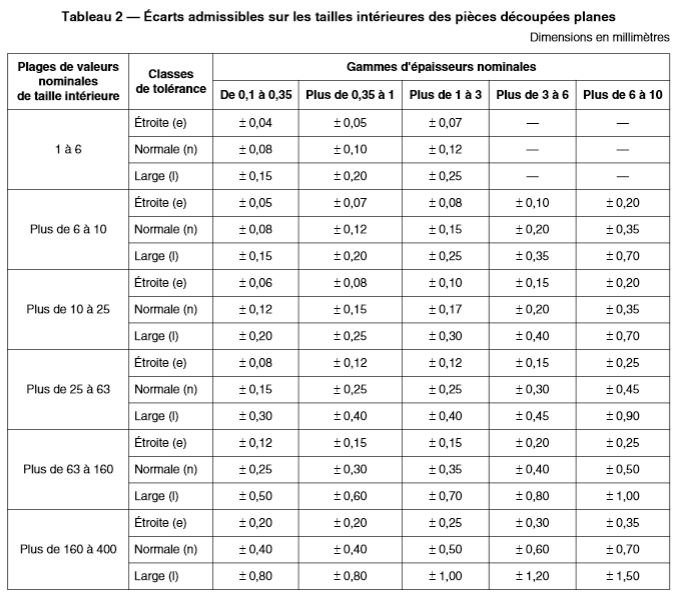 Tableau 2 — Écarts admissibles sur les tailles intérieures des pièces découpées planes
Dimensions en millimètres
Plages de valeurs nominales de taille intérieure | Classes de tolérance | Gammes d'épaisseurs nominales
De 0,1 à 0,35 | Plus de 0,35 à 1 | Plus de 1 à 3 | Plus de 3 à 6 | Plus de 6 à 10
1 à 6
Étroite (e) ± 0,04 ± 0,05 ± 0,07 — —
Normale (n) ± 0,08 ± 0,10 ± 0,12 — —
Large (l) ± 0,15 ± 0,20 ± 0,25 — —
Plus de 6 à 10
Étroite (e) ± 0,05 ± 0,07 ± 0,08 ± 0,10 ± 0,20
Normale (n) ± 0,08 ± 0,12 ± 0,15 ± 0,20 ± 0,35
Large (l) ± 0,15 ± 0,20 ± 0,25 ± 0,35 ± 0,70
Plus de 10 à 25
Étroite (e) ± 0,06 ± 0,08 ± 0,10 ± 0,15 ± 0,20
Normale (n) ± 0,12 ± 0,15 ± 0,17 ± 0,20 ± 0,35
Large (l) ± 0,20 ± 0,25 ± 0,30 ± 0,40 ± 0,70
Plus de 25 à 63
Étroite (e) ± 0,08 ± 0,12 ± 0,12 ± 0,15 ± 0,25
Normale (n) ± 0,15 ± 0,25 ± 0,25 ± 0,30 ± 0,45
Large (l) ± 0,30 ± 0,40 ± 0,40 ± 0,45 ± 0,90
Plus de 63 à 160
Étroite (e) ± 0,12 ± 0,15 ± 0,15 ± 0,20 ± 0,25
Normale (n) ± 0,25 ± 0,30 ± 0,35 ± 0,40 ± 0,50
Large (l) ± 0,50 ± 0,60 ± 0,70 ± 0,80 ± 1,00
Plus de 160 à 400
Étroite (e) ± 0,20 ± 0,20 ± 0,25 ± 0,30 ± 0,35
Normale (n) ± 0,40 ± 0,40 ± 0,50 ± 0,60 ± 0,70
Large (l) ± 0,80 ± 0,80 ± 1,00 ± 1,20 ± 1,50